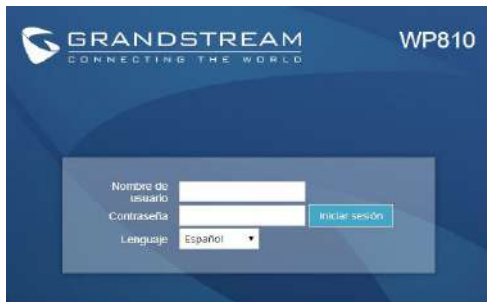 GRANDSTREAM
CONNECTING THE WORLD
WP810
Nombre de
usuario
Contraseña
Iniciar sesión
Lenguaje
Español